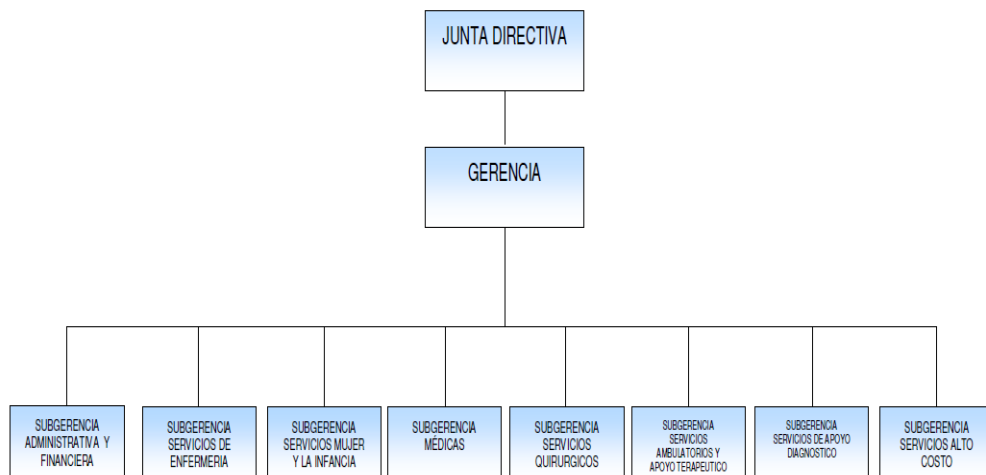 JUNTA DIRECTIVA
GERENCIA
SUBGERENCIA
ADMINISTRATIVA Y
FINANCIERA
SUBGERENCIA
SERVICIOS DE
ENFERMERIA
SUBGERENCIA
SERVICIOS MUJER
Y LA INFANCIA
SUBGERENCIA
MÉDICAS
SUBGERENCIA
SERVICIOS
QUIRURGICOS
SUBGERENCIA
SERVICIOS
AMBULATORIOS Y
APOYO TERAPEUTICO
SUBGERENCIA
SERVICIOS DE APOYO
DIAGNOSTICO
SUBGERENCIA
SERVICIOS ALTO
COSTO